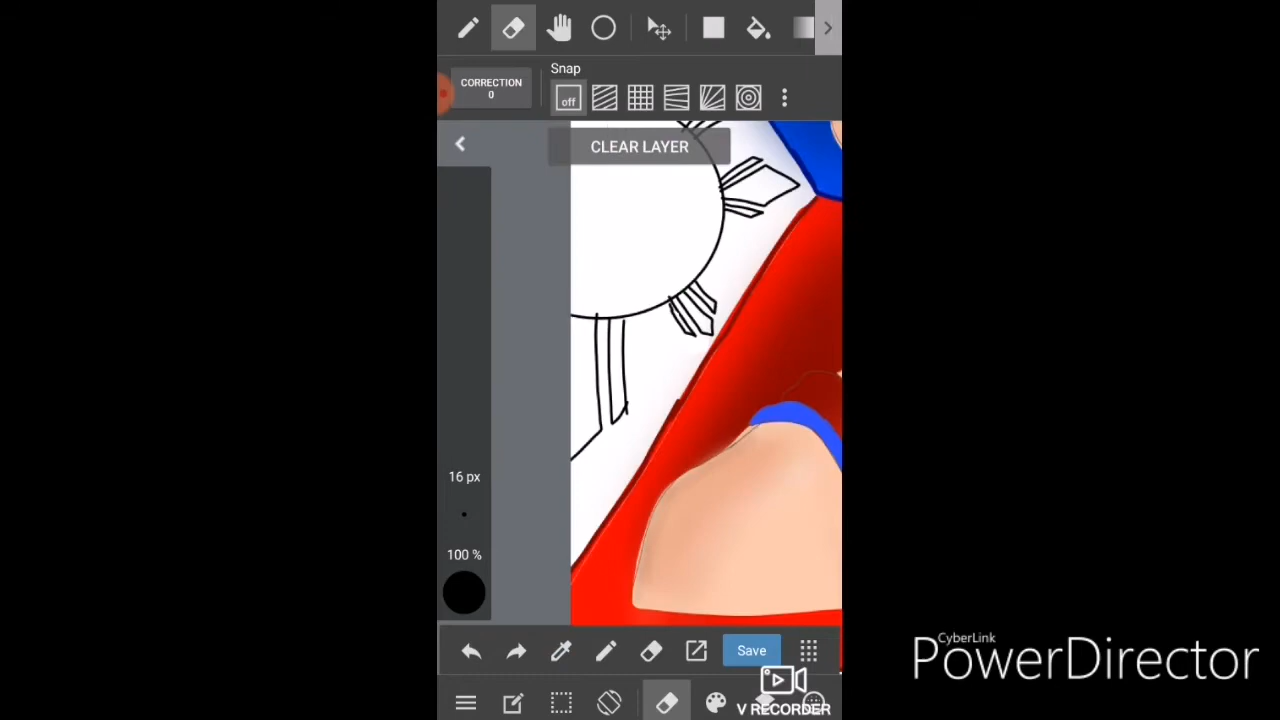 CORRECTION
0
Snap
off
CLEAR LAYER
16 px
100 %
Save
V RECORDER
CyberLink
PowerDirector